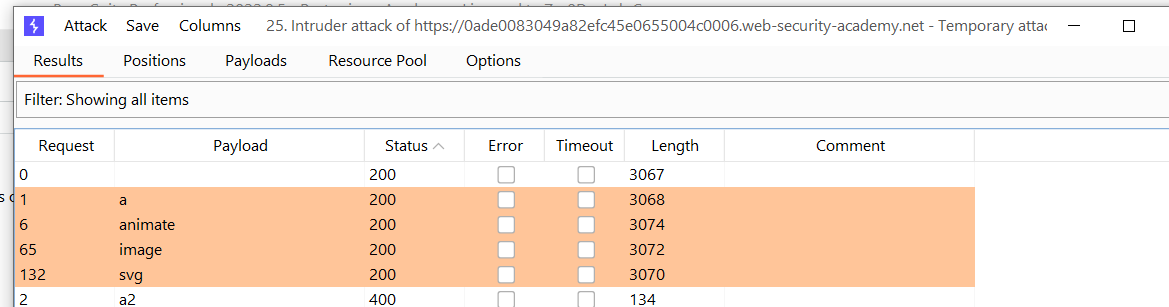 Attack Save Columns 25. Intruder attack of https://0ade0083049a82efc45e0655004c0006.web-security-academy.net - Temporary attac
Results Positions Payloads Resource Pool Options
Filter: Showing all items
Request Payload Status Error Timeout Length Comment
0 200 3067
1 a 200 3068
6 animate 200 3074
65 image 200 3072
132 svg 200 3070
2 a2 400 134